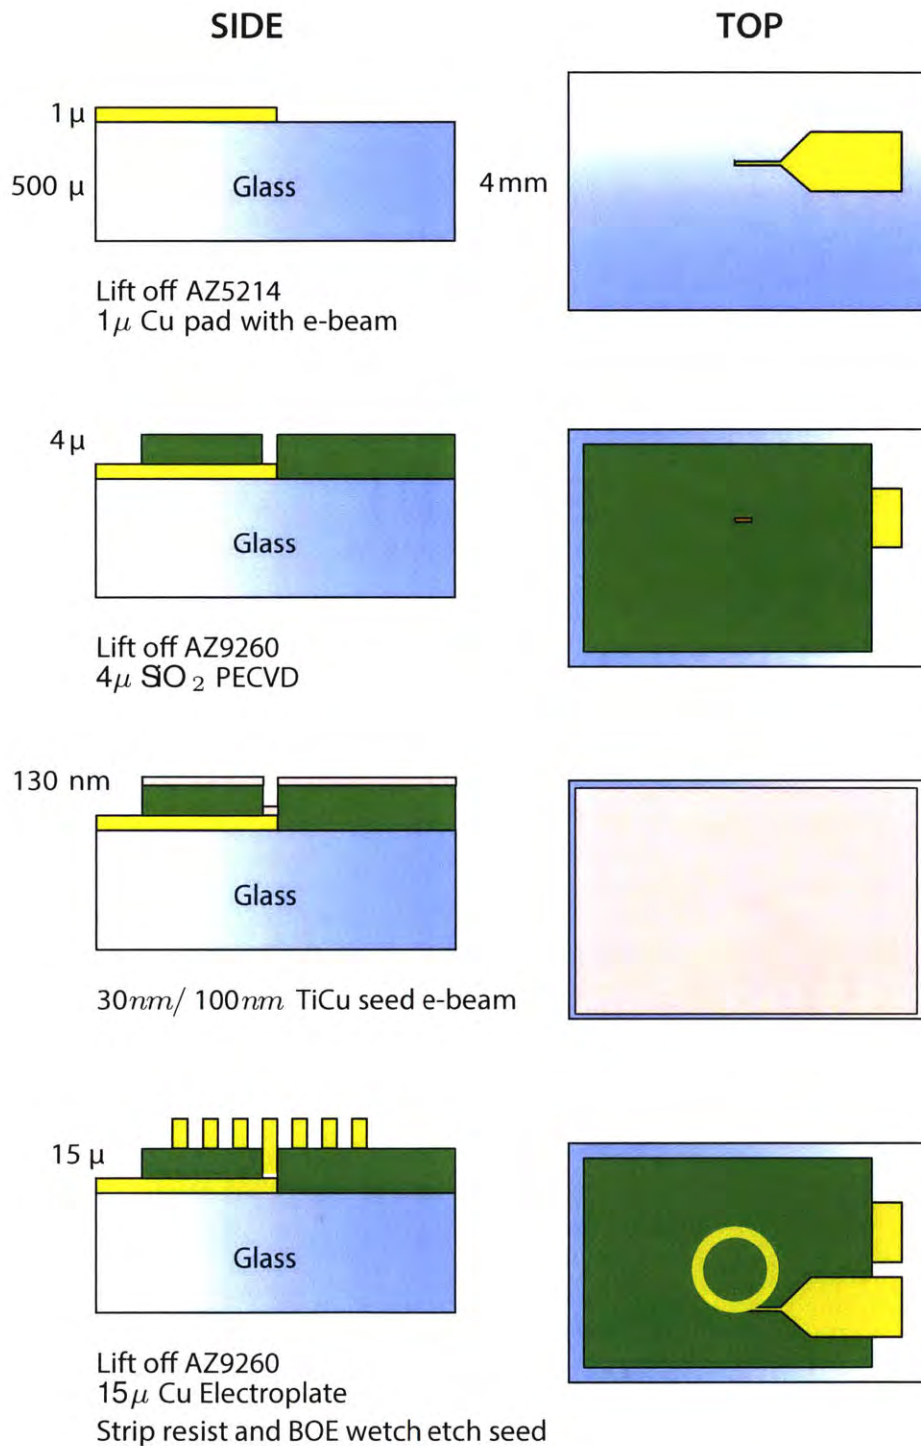 SIDE
TOP
1 μ
500 μ
Glass
4 mm
Lift off AZ5214
1μ Cu pad with e-beam
4 μ
Glass
Lift off AZ9260
4μ SiO₂ PECVD
130 nm
Glass
30nm/ 100nm TiCu seed e-beam
15 μ
Glass
Lift off AZ9260
15μ Cu Electroplate
Strip resist and BOE wetch etch seed